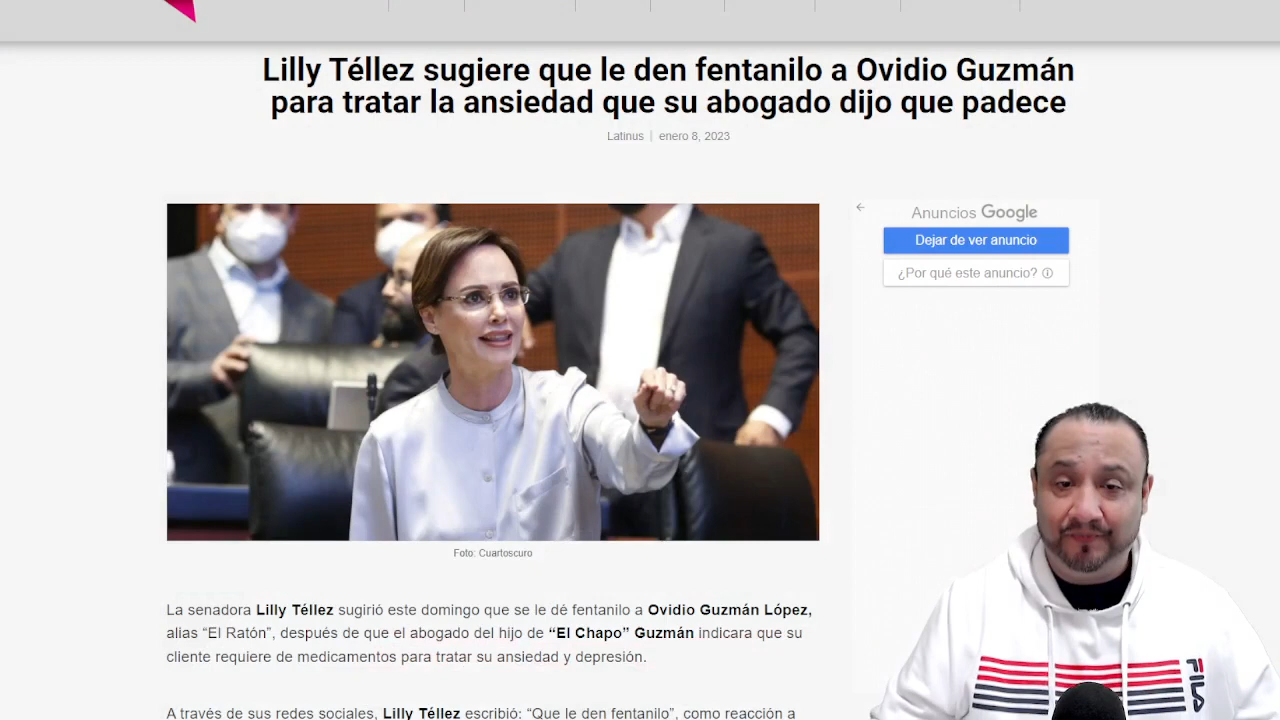 Lilly Téllez sugiere que le den fentanilo a Ovidio Guzmán
para tratar la ansiedad que su abogado dijo que padece
Latinus | enero 8, 2023
Anuncios Google
Dejar de ver anuncio
¿Por qué este anuncio?
Foto: Cuartoscuro
La senadora Lilly Téllez sugirió este domingo que se le dé fentanilo a Ovidio Guzmán López,
alias “El Ratón”, después de que el abogado del hijo de “El Chapo” Guzmán indicara que su
cliente requiere de medicamentos para tratar su ansiedad y depresión.
A través de sus redes sociales, Lilly Téllez escribió: “Que le den fentanilo”, como reacción a
FILA